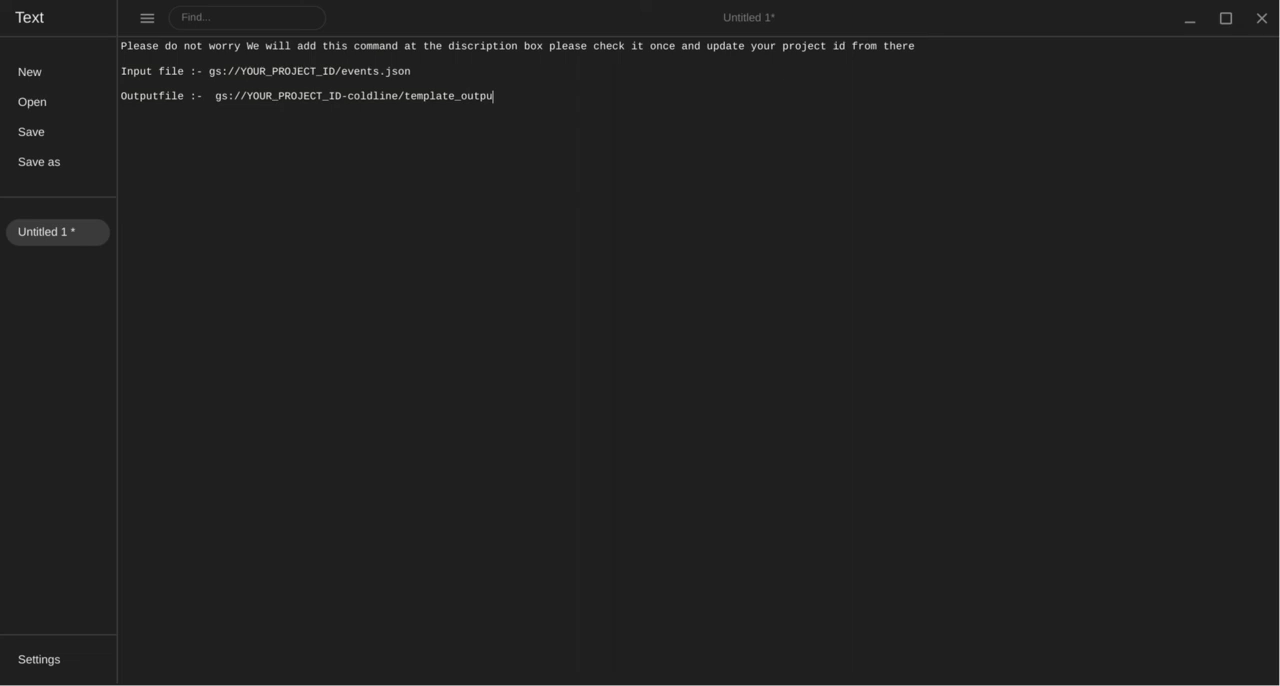 Text
Find...
Untitled 1*
New
Open
Save
Save as
Untitled 1 *
Settings
Please do not worry We will add this command at the discription box please check it once and update your project id from there
Input file :- gs://YOUR_PROJECT_ID/events.json
Outputfile :-  gs://YOUR_PROJECT_ID-coldline/template_outpu